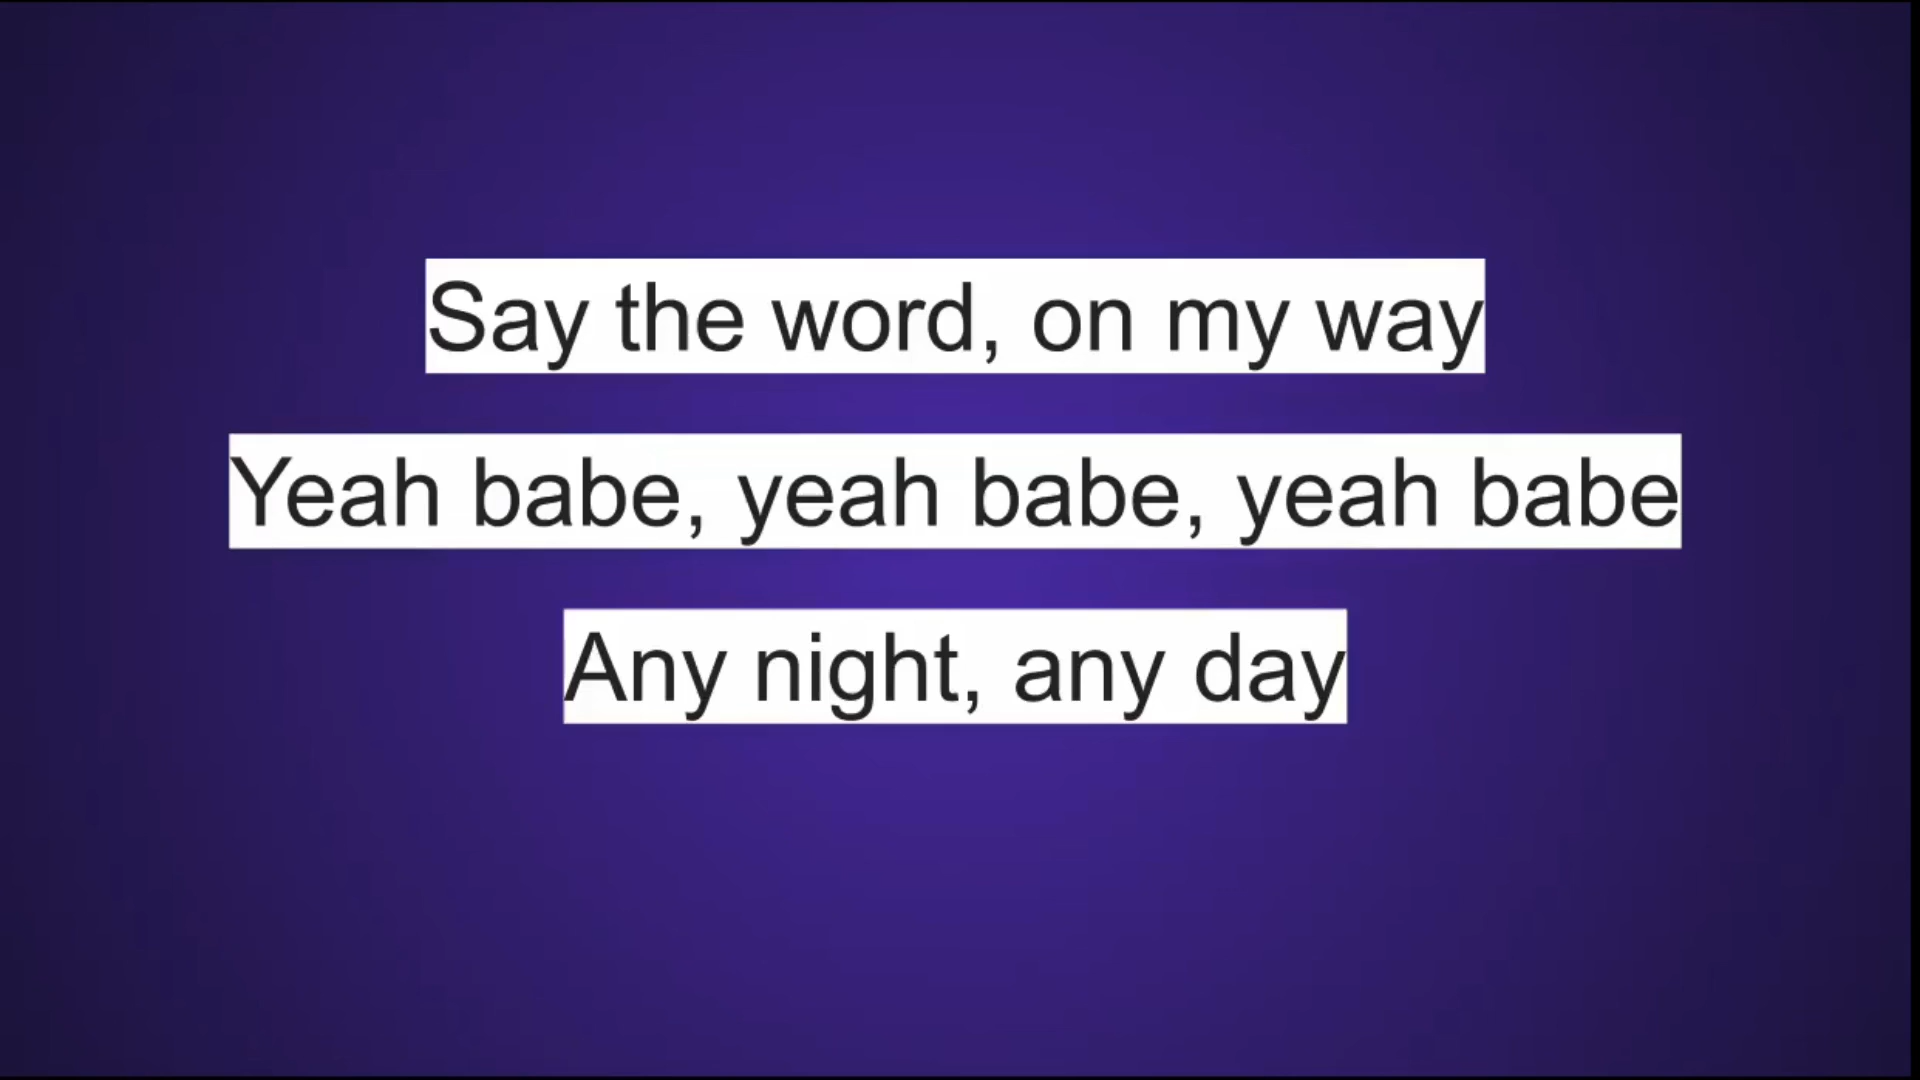 Say the word, on my way
Yeah babe, yeah babe, yeah babe
Any night, any day